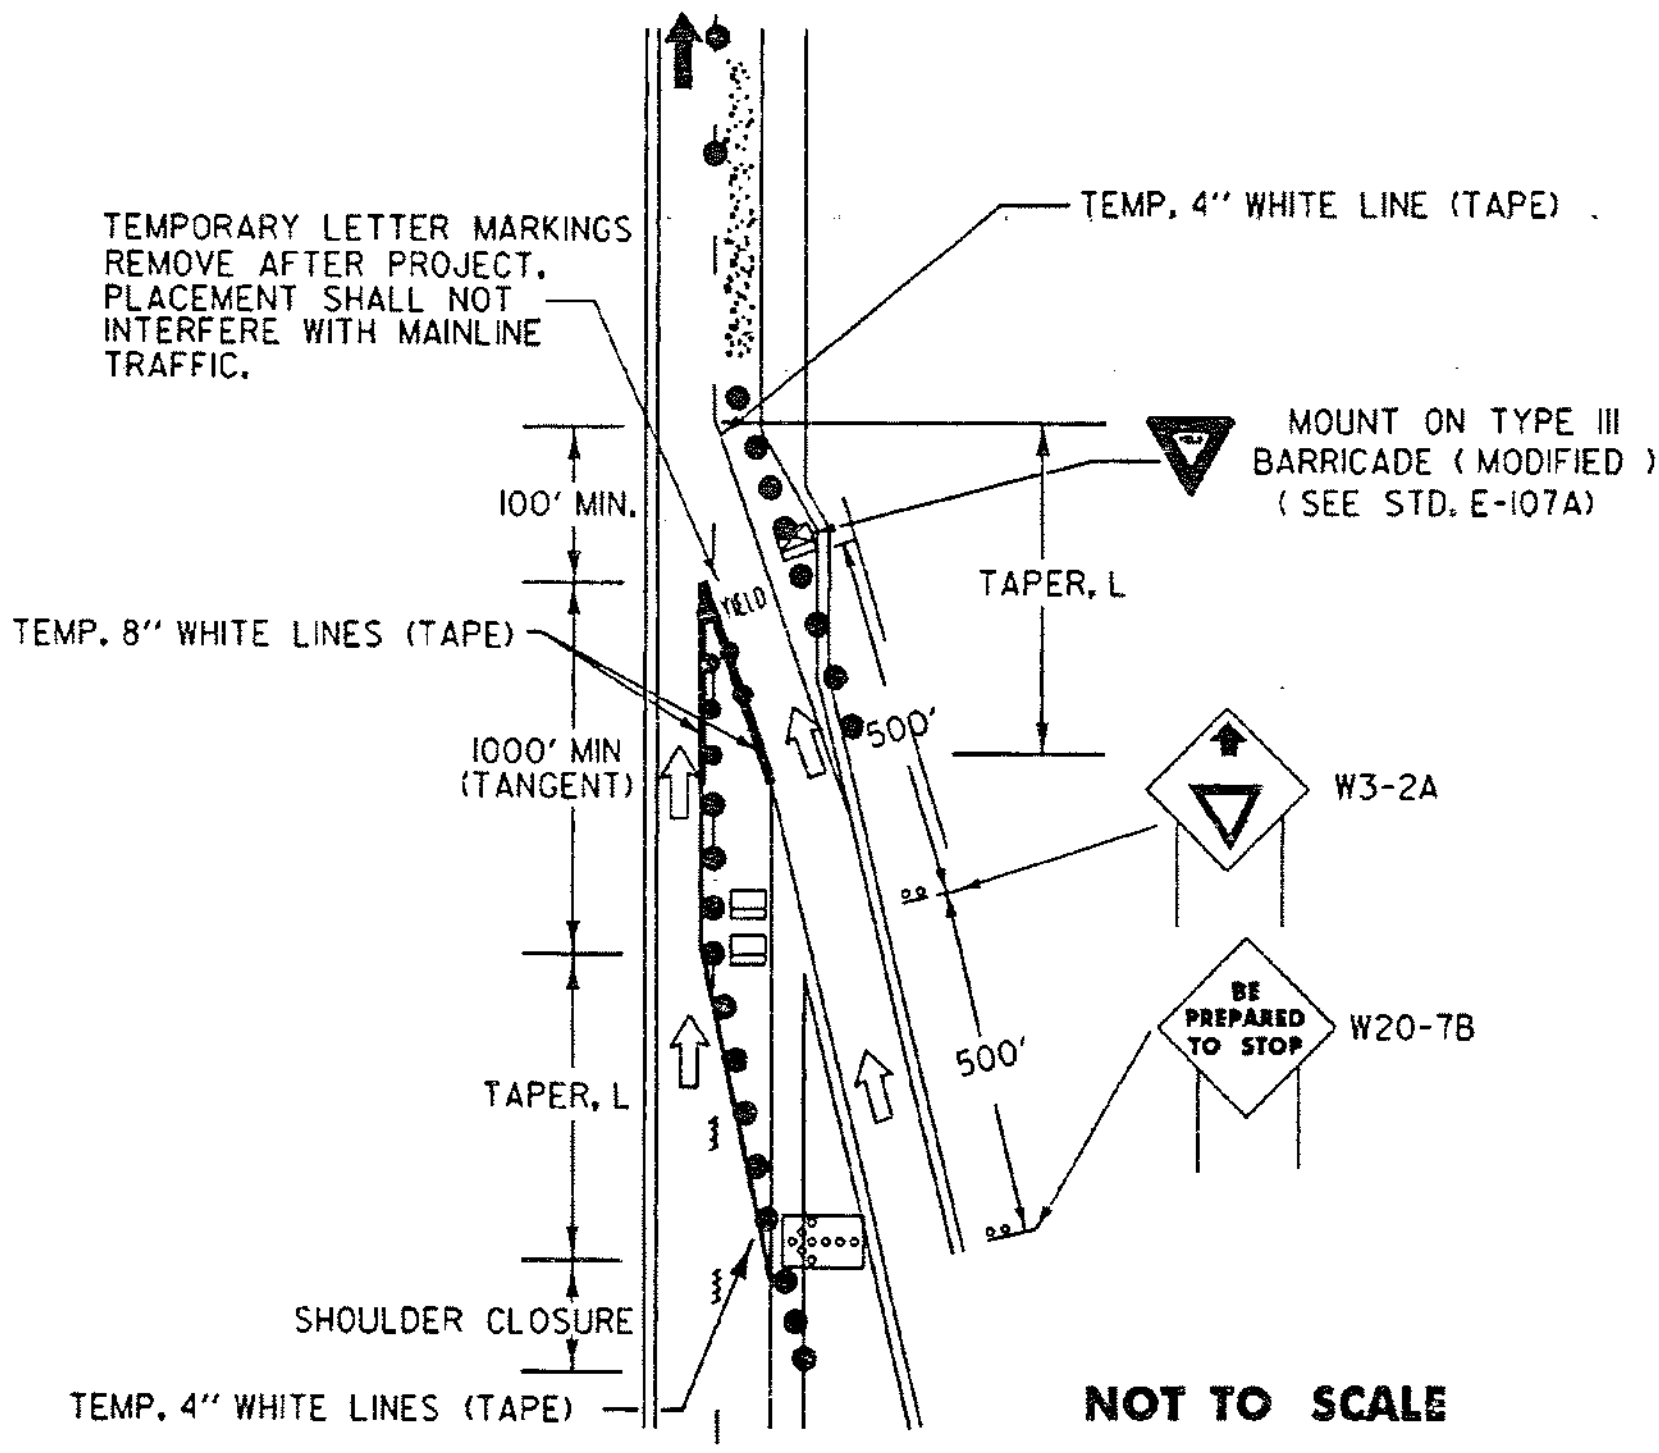 TEMPORARY LETTER MARKINGS
REMOVE AFTER PROJECT.
PLACEMENT SHALL NOT
INTERFERE WITH MAINLINE
TRAFFIC.
TEMP. 4" WHITE LINE (TAPE)
MOUNT ON TYPE III
BARRICADE (MODIFIED)
(SEE STD. E-107A)
100' MIN.
TAPER, L
YIELD
TEMP. 8" WHITE LINES (TAPE)
500'
1000' MIN
(TANGENT)
W3-2A
BE
PREPARED
TO STOP
W20-7B
500'
TAPER, L
SHOULDER CLOSURE
TEMP. 4" WHITE LINES (TAPE)
NOT TO SCALE